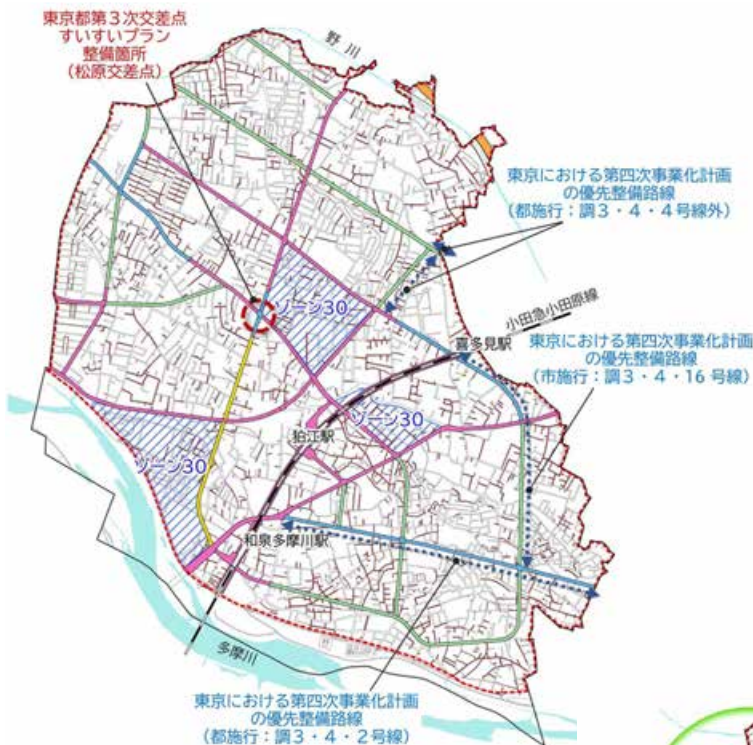 東京都第3次交差点
すいすいプラン
整備箇所
(松原交差点)
野川
東京における第四次事業化計画
の優先整備路線
(都施行:調3・4・4号線外)
ゾーン30
小田急小田原線
喜多見駅
東京における第四次事業化計画
の優先整備路線
(市施行:調3・4・16号線)
ゾーン30
狛江駅
ゾーン30
和泉多摩川駅
多摩川
東京における第四次事業化計画
の優先整備路線
(都施行:調3・4・2号線)